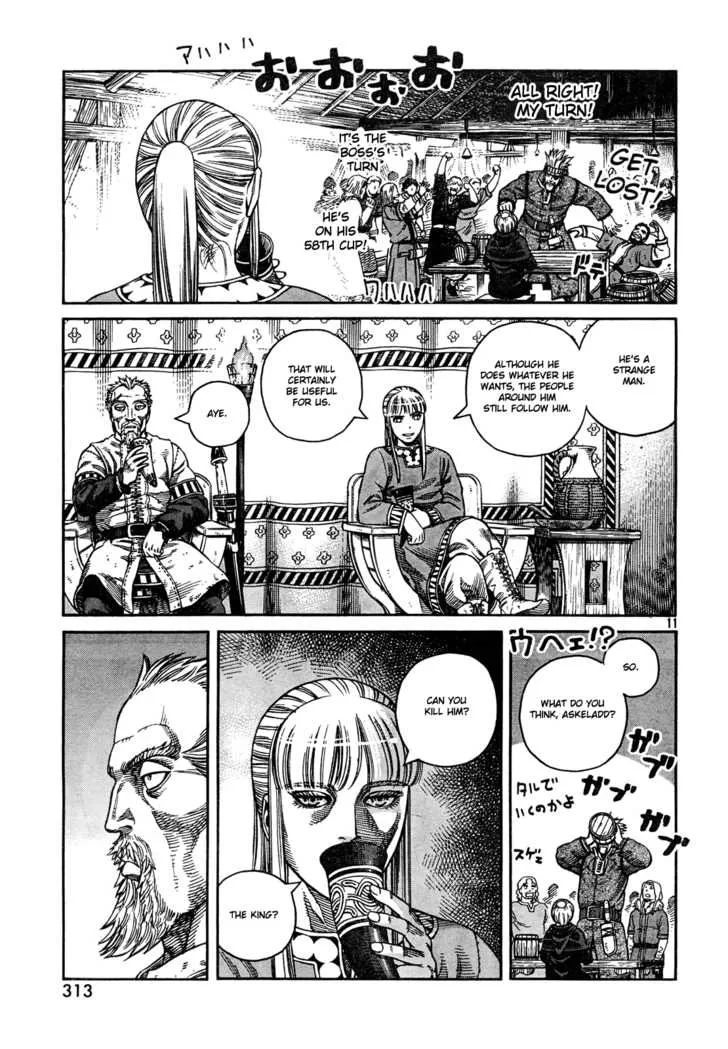 アハハハ
おおぉお
ALL RIGHT!
MY TURN!
GET
LOST!
IT'S THE
BOSS'S
TURN
HE'S
ON HIS
58TH CUP!
ドテ
ワハハハ
HE'S A
STRANGE
MAN.
ALTHOUGH HE
DOES WHATEVER HE
WANTS, THE PEOPLE
AROUND HIM
STILL FOLLOW HIM.
THAT WILL
CERTAINLY
BE USEFUL
FOR US.
AYE.
11
ウヘェ!?
SO.
WHAT DO YOU
THINK, ASKELADD?
ガブ
ガブ
ガブ
タルで
いくのかよ
スゲェ
CAN YOU
KILL HIM?
THE KING?
313